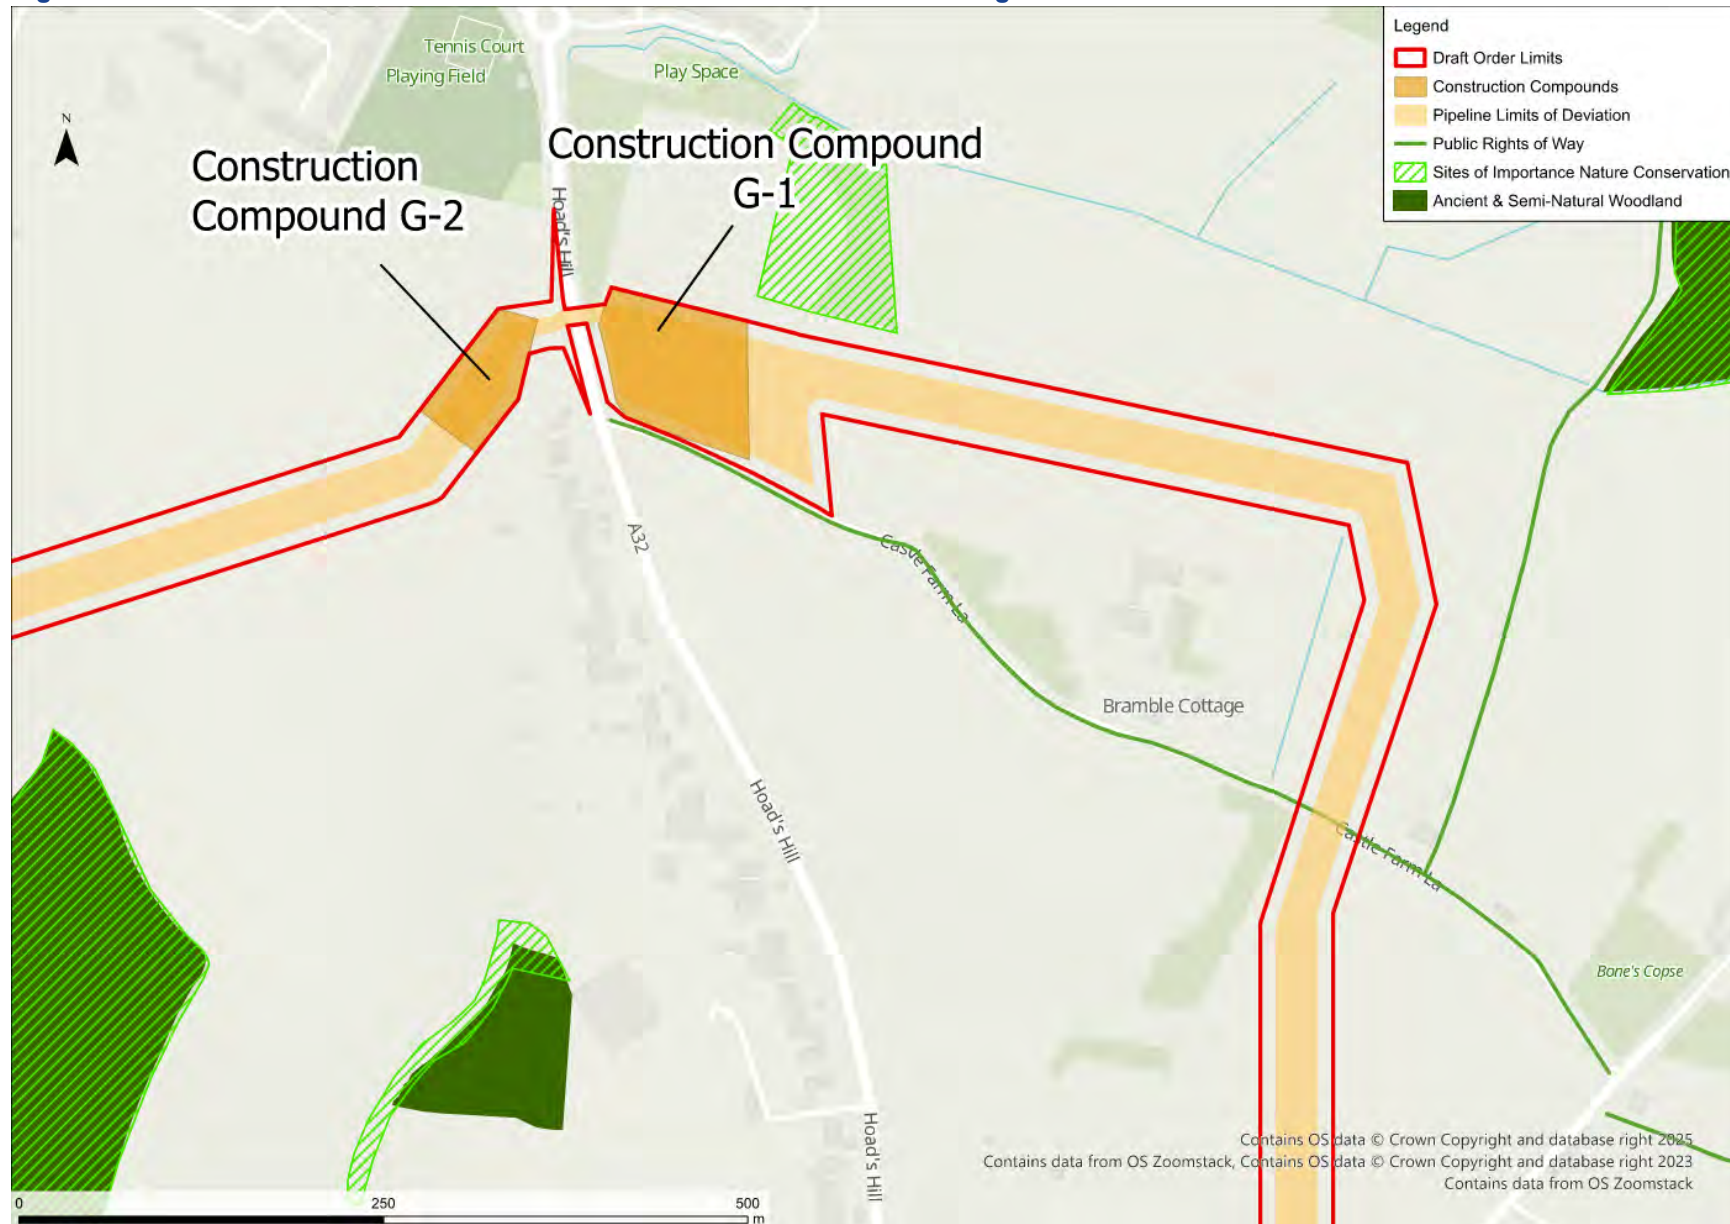 Tennis Court
Playing Field
Play Space
N
Construction
Compound G-2
Construction Compound
G-1
Hoad's Hill
A32
Castle Farm La
Bramble Cottage
Hoad's Hill
Castle Farm La
Bone's Copse
Hoad's Hill
Legend
Draft Order Limits
Construction Compounds
Pipeline Limits of Deviation
Public Rights of Way
Sites of Importance Nature Conservation
Ancient & Semi-Natural Woodland
Contains OS data © Crown Copyright and database right 2025
Contains data from OS Zoomstack, Contains OS data © Crown Copyright and database right 2023
Contains data from OS Zoomstack
0 250 500
m